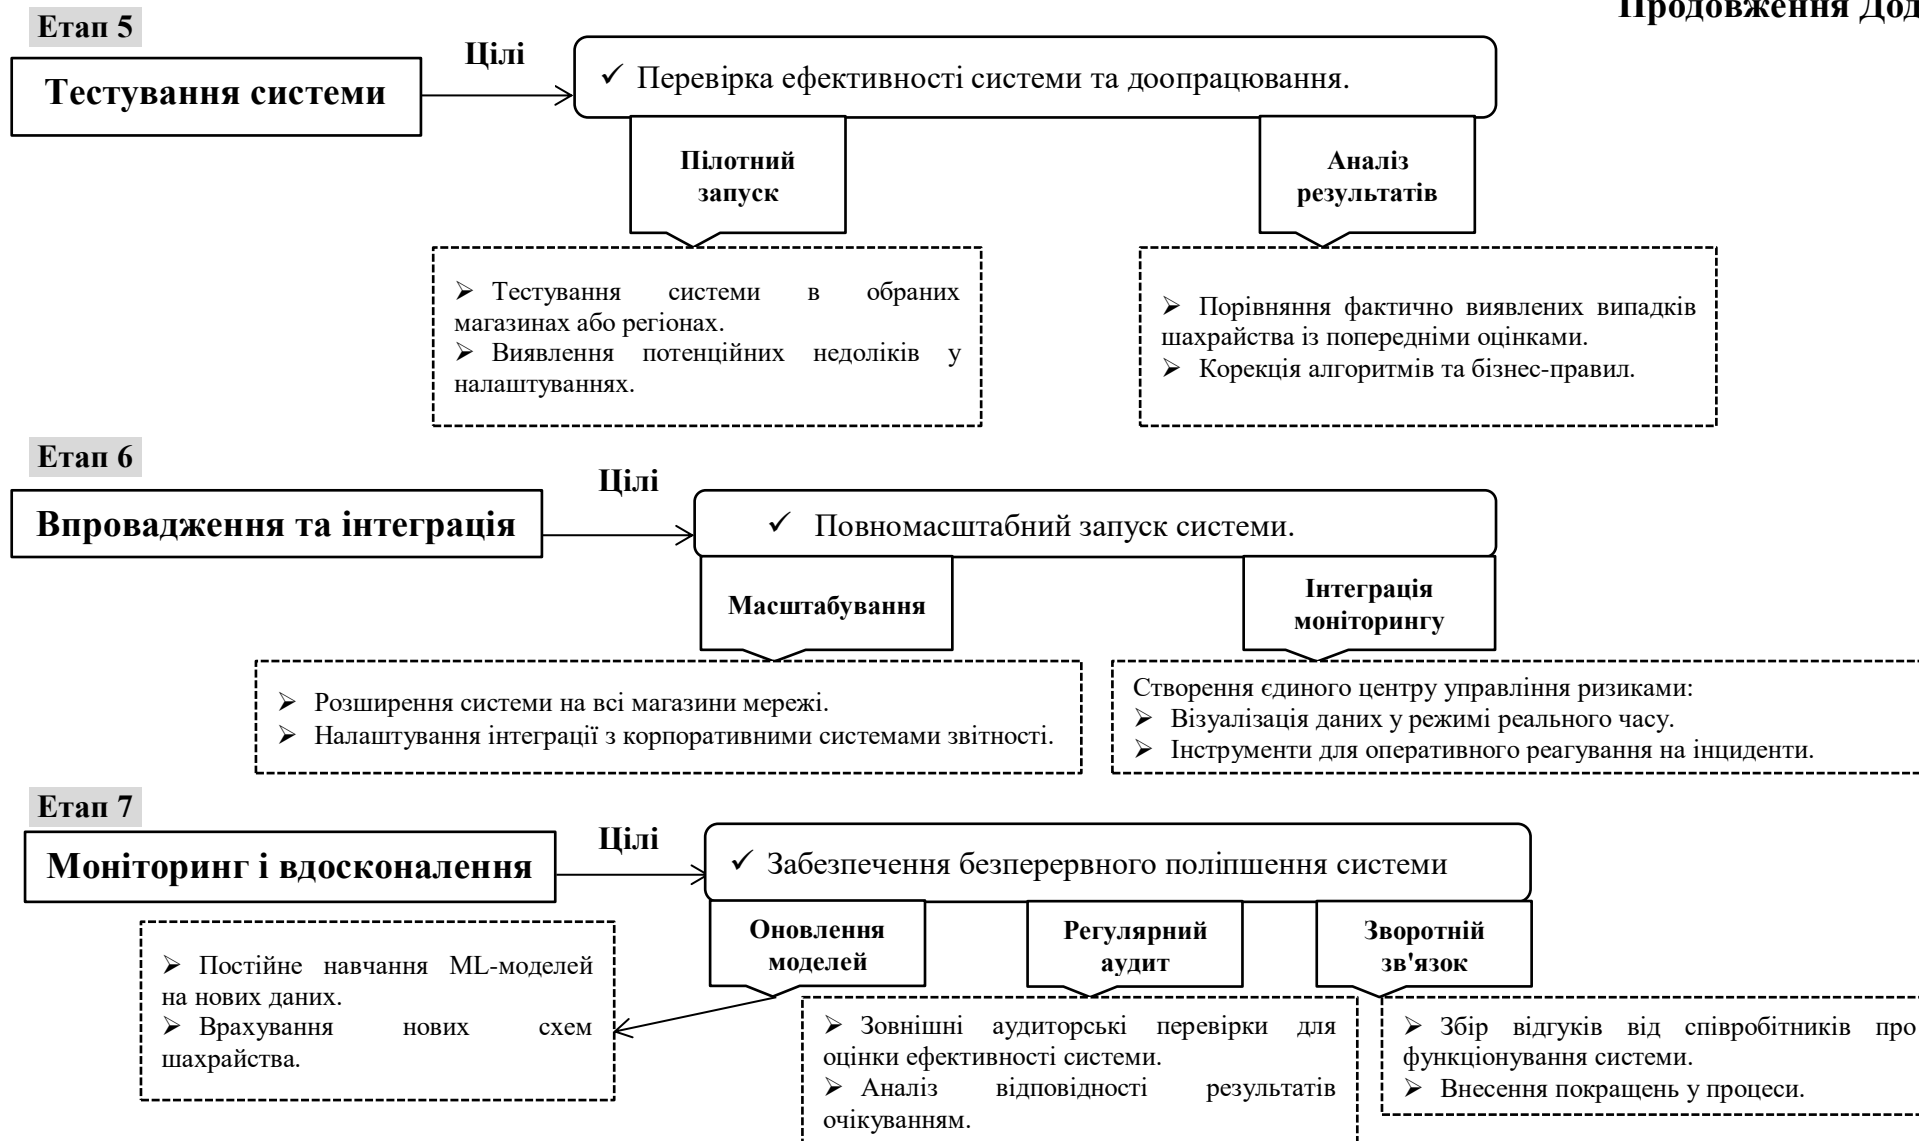 Продовження Дод
Етап 5
Цілі
Тестування системи
✓ Перевірка ефективності системи та доопрацювання.
Пілотний
запуск
Аналіз
результатів
➢ Тестування системи в обраних
магазинах або регіонах.
➢ Виявлення потенційних недоліків у
налаштуваннях.
➢ Порівняння фактично виявлених випадків
шахрайства із попередніми оцінками.
➢ Корекція алгоритмів та бізнес-правил.
Етап 6
Цілі
Впровадження та інтеграція
✓ Повномасштабний запуск системи.
Масштабування
Інтеграція
моніторингу
➢ Розширення системи на всі магазини мережі.
➢ Налаштування інтеграції з корпоративними системами звітності.
Створення єдиного центру управління ризиками:
➢ Візуалізація даних у режимі реального часу.
➢ Інструменти для оперативного реагування на інциденти.
Етап 7
Цілі
Моніторинг і вдосконалення
✓ Забезпечення безперервного поліпшення системи
Оновлення
моделей
Регулярний
аудит
Зворотній
зв'язок
➢ Постійне навчання ML-моделей
на нових даних.
➢ Врахування нових схем
шахрайства.
➢ Зовнішні аудиторські перевірки для
оцінки ефективності системи.
➢ Аналіз відповідності результатів
очікуванням.
➢ Збір відгуків від співробітників про
функціонування системи.
➢ Внесення покращень у процеси.